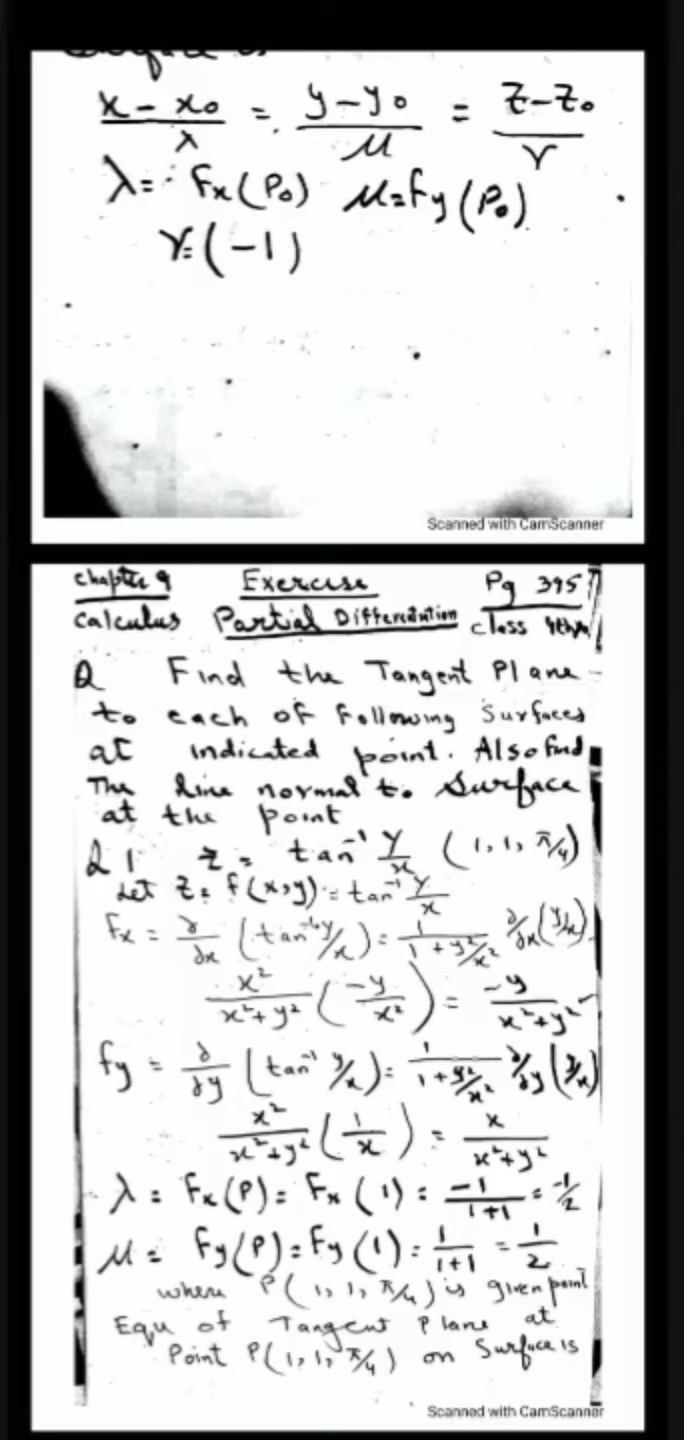 x - x₀ / λ = y - y₀ / μ = z - z₀ / γ
λ = fx(P₀) μ = fy(P₀)
γ = (-1)
Scanned with CamScanner
Chapter 9 Exercise Pg 395
Calculus Partial Differentiation class 4th
Q Find the Tangent Plane
to each of Following Surfaces
at indicated point. Also find
The line normal to Surface
at the point
Q1 z = tan⁻¹ y/x (1, 1, π/4)
Let z = f(x,y) = tan⁻¹ y/x
fx = ∂/∂x (tan⁻¹ y/x) = 1/(1 + y²/x²) ∂/∂x (y/x)
x²/(x² + y²) (-y/x²) = -y/(x² + y²)
fy = ∂/∂y (tan⁻¹ y/x) = 1/(1 + y²/x²) ∂/∂y (y/x)
x²/(x² + y²) (1/x) = x/(x² + y²)
λ = fx(P) = fx(1) = -1/(1+1) = -1/2
μ = fy(P) = fy(1) = 1/(1+1) = 1/2
where P(1, 1, π/4) is given point
Equ of Tangent Plane at
Point P(1, 1, π/4) on Surface is
Scanned with CamScanner